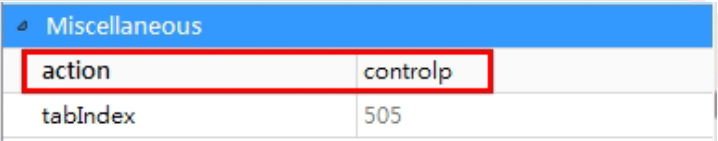 Miscellaneous
action controlp
tabIndex 505